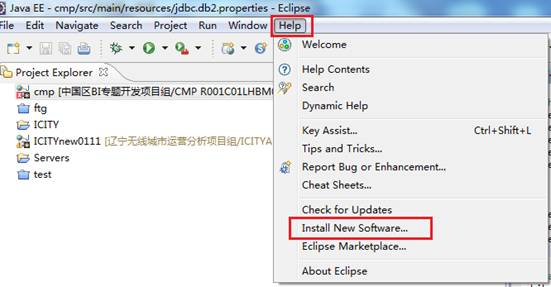 Java EE - cmp/src/main/resources/jdbc.db2.properties - Eclipse
File Edit Navigate Search Project Run Window Help
Project Explorer
cmp [中国区BI专题开发项目组/CMP R001C01LHBM
ftg
ICITY
ICITYnew0111 [辽宁无线城市运营分析项目组/ICITYA
Servers
test
Welcome
Help Contents
Search
Dynamic Help
Key Assist... Ctrl+Shift+L
Tips and Tricks...
Report Bug or Enhancement...
Cheat Sheets...
Check for Updates
Install New Software...
Eclipse Marketplace...
About Eclipse